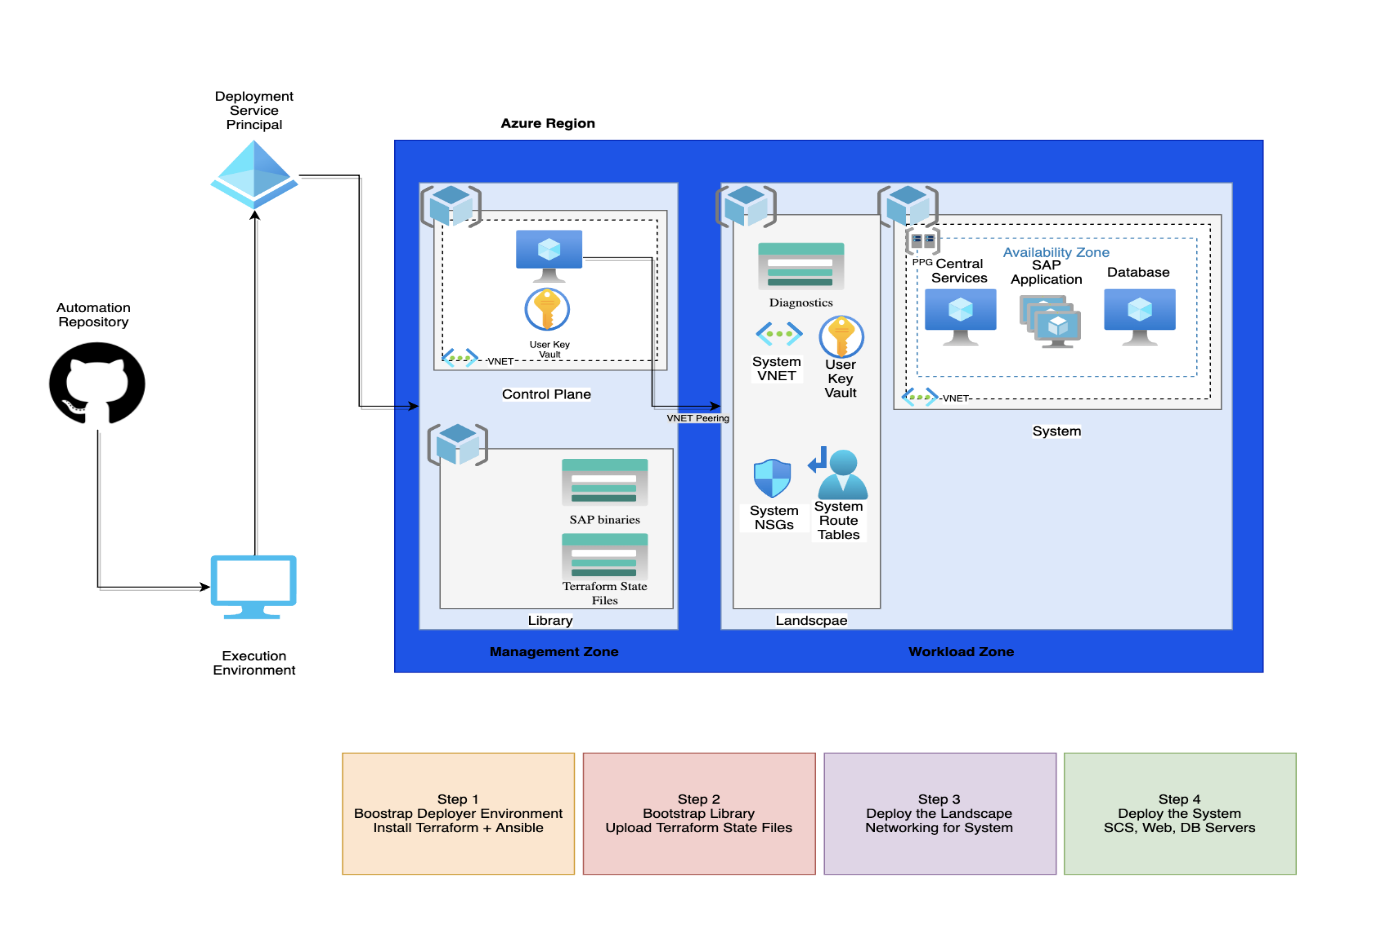 Deployment
Service
Principal
Azure Region
Automation
Repository
Execution
Environment
User Key
Vault
VNET
Control Plane
VNET Peering
SAP binaries
Terraform State
Files
Library
Management Zone
Diagnostics
System
VNET
User
Key
Vault
System
NSGs
System
Route
Tables
Landscpae
PPG
Availability Zone
Central
Services
SAP
Application
Database
VNET
System
Workload Zone
Step 1
Boostrap Deployer Environment
Install Terraform + Ansible
Step 2
Bootstrap Library
Upload Terraform State Files
Step 3
Deploy the Landscape
Networking for System
Step 4
Deploy the System
SCS, Web, DB Servers